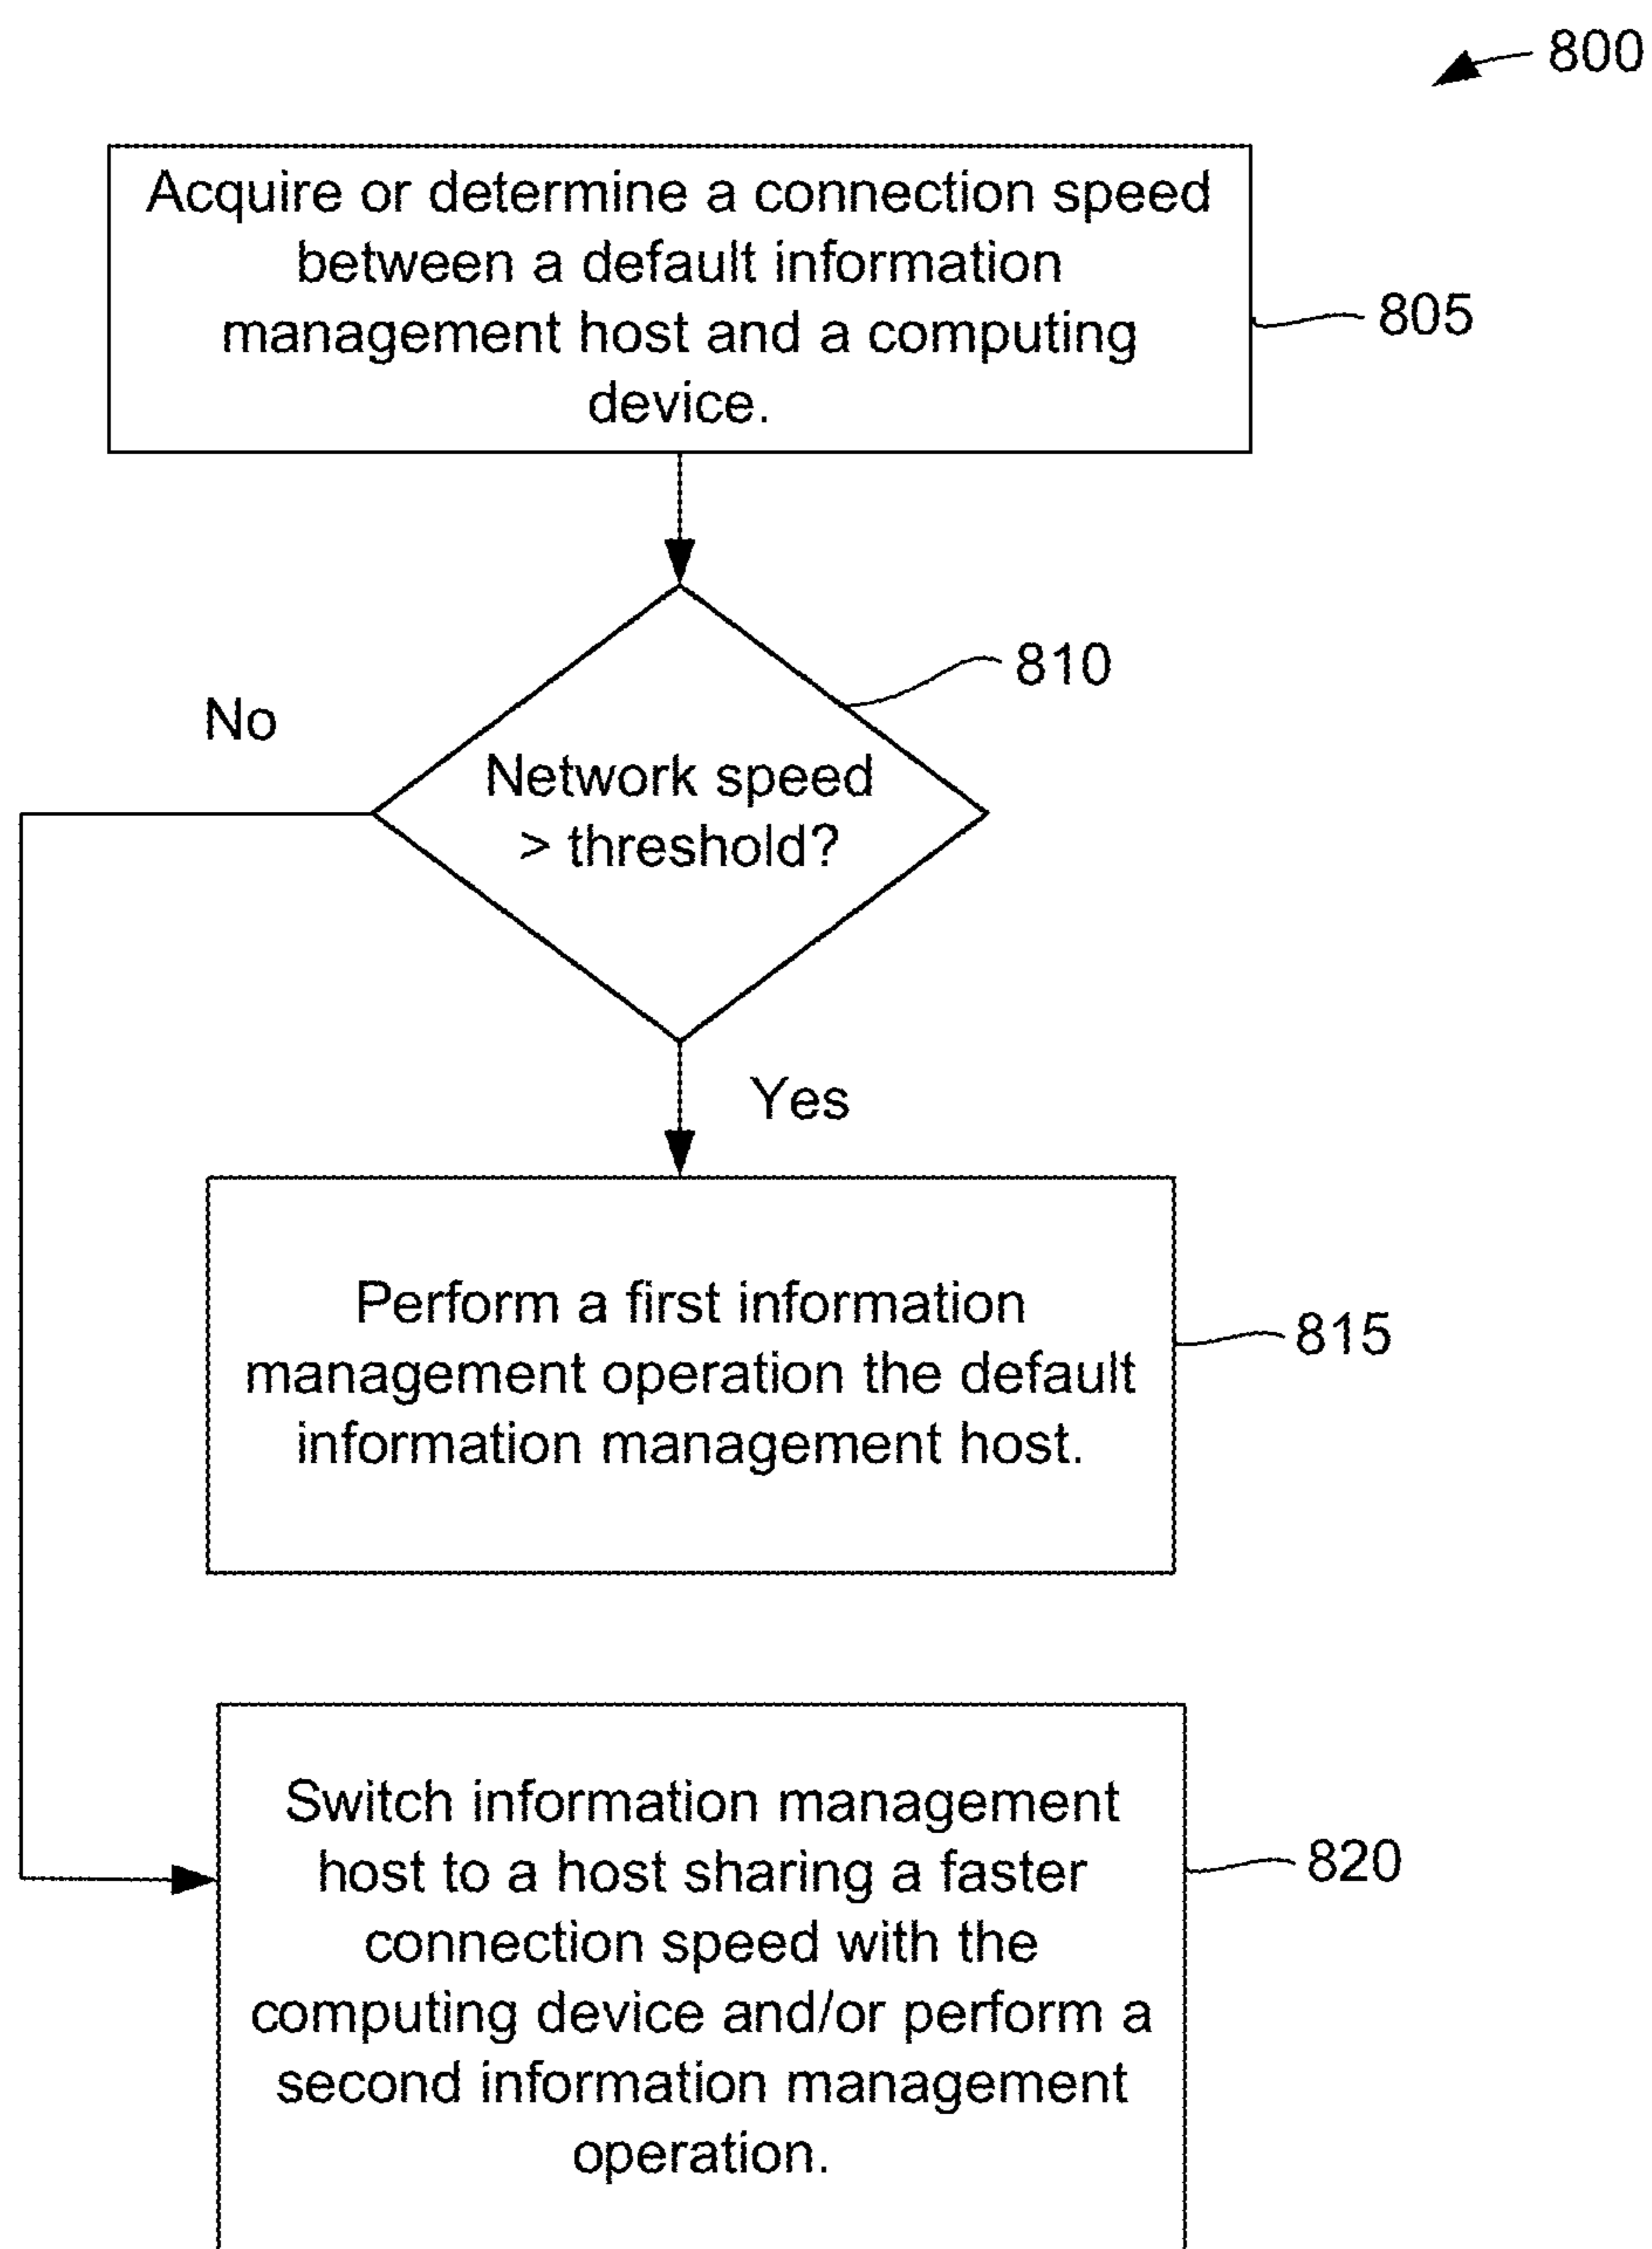 800
Acquire or determine a connection speed
between a default information
management host and a computing
device.
805
810
No
Network speed
> threshold?
Yes
Perform a first information
management operation the default
information management host.
815
Switch information management
host to a host sharing a faster
connection speed with the
computing device and/or perform a
second information management
operation.
820